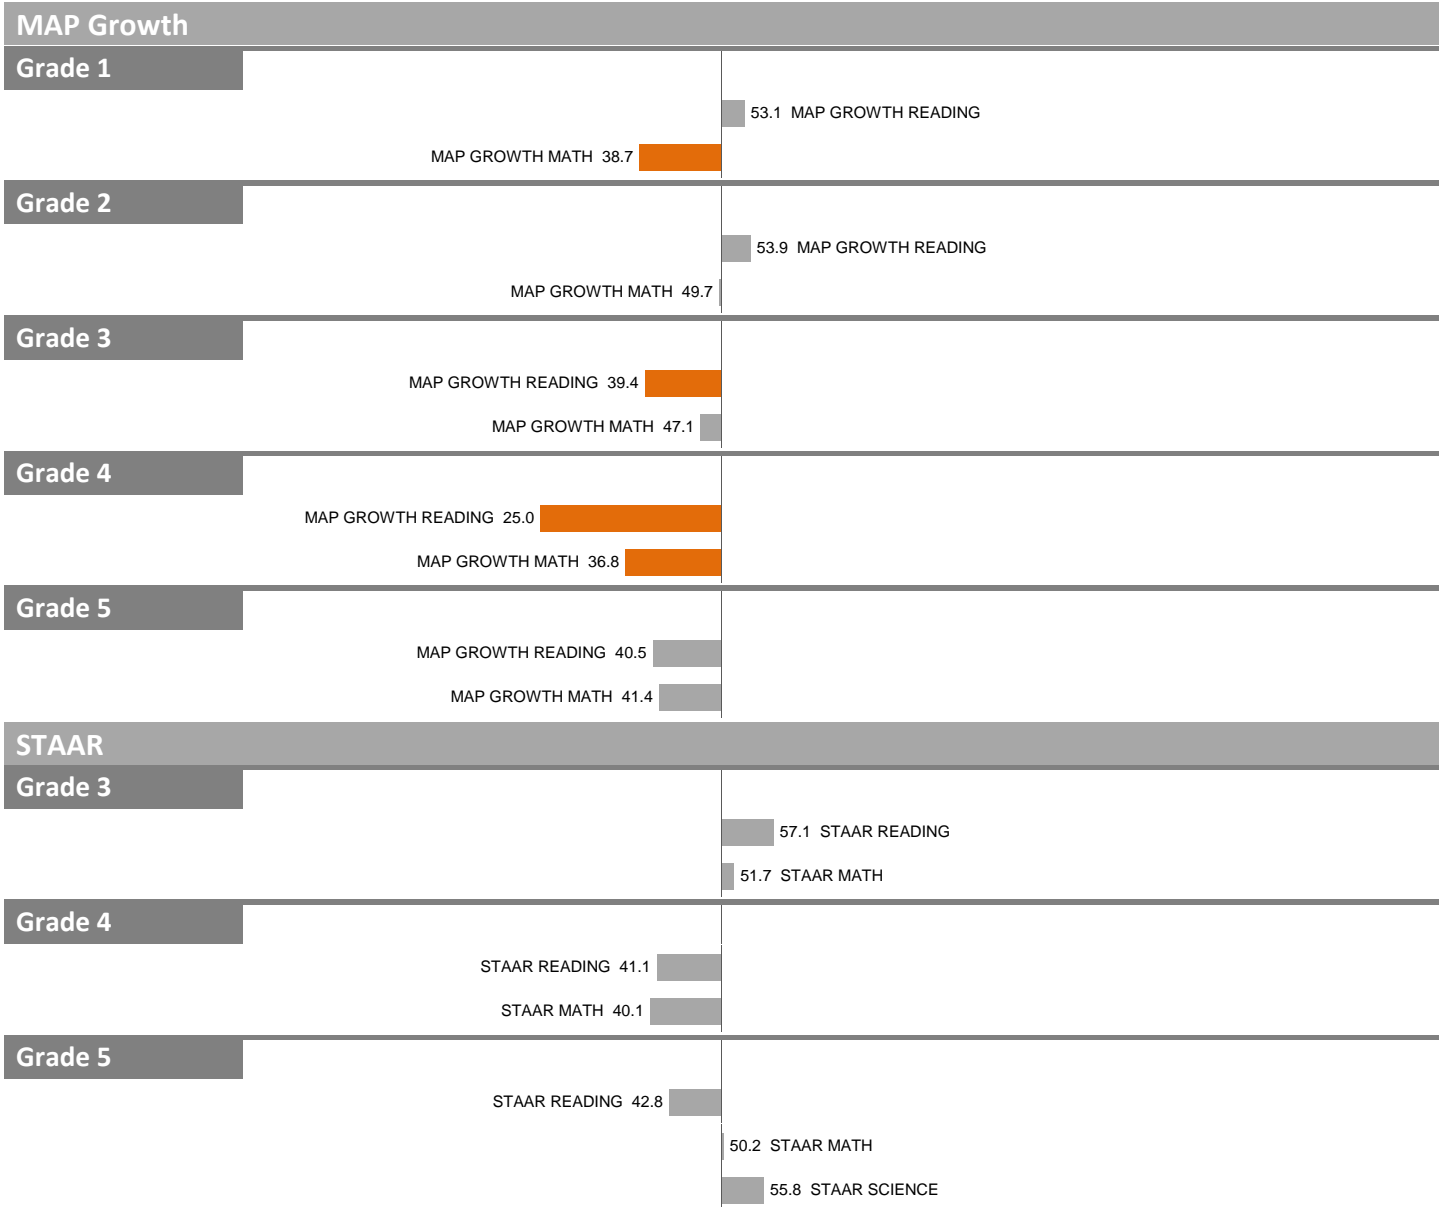 MAP Growth
Grade 1
53.1 MAP GROWTH READING
MAP GROWTH MATH 38.7
Grade 2
53.9 MAP GROWTH READING
MAP GROWTH MATH 49.7
Grade 3
MAP GROWTH READING 39.4
MAP GROWTH MATH 47.1
Grade 4
MAP GROWTH READING 25.0
MAP GROWTH MATH 36.8
Grade 5
MAP GROWTH READING 40.5
MAP GROWTH MATH 41.4
STAAR
Grade 3
57.1 STAAR READING
51.7 STAAR MATH
Grade 4
STAAR READING 41.1
STAAR MATH 40.1
Grade 5
STAAR READING 42.8
50.2 STAAR MATH
55.8 STAAR SCIENCE